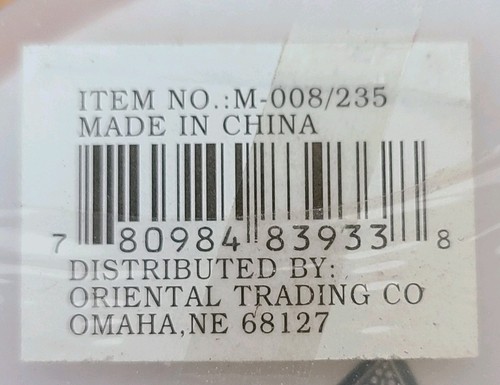 ITEM NO.:M-008/235
MADE IN CHINA
7 80984 83933 8
DISTRIBUTED BY:
ORIENTAL TRADING CO
OMAHA,NE 68127